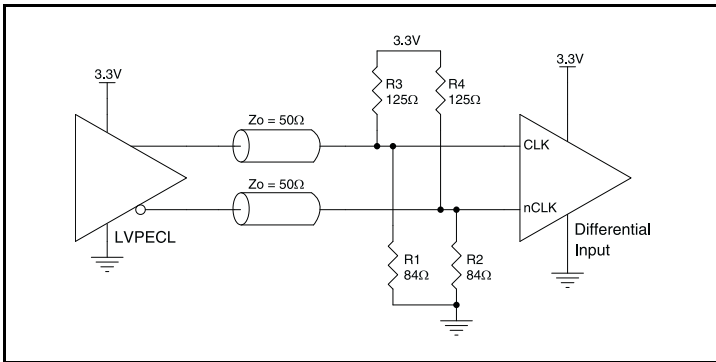 3.3V
3.3V
3.3V
R3
125Ω
R4
125Ω
Zo = 50Ω
CLK
Zo = 50Ω
nCLK
LVPECL
Differential
Input
R1
84Ω
R2
84Ω